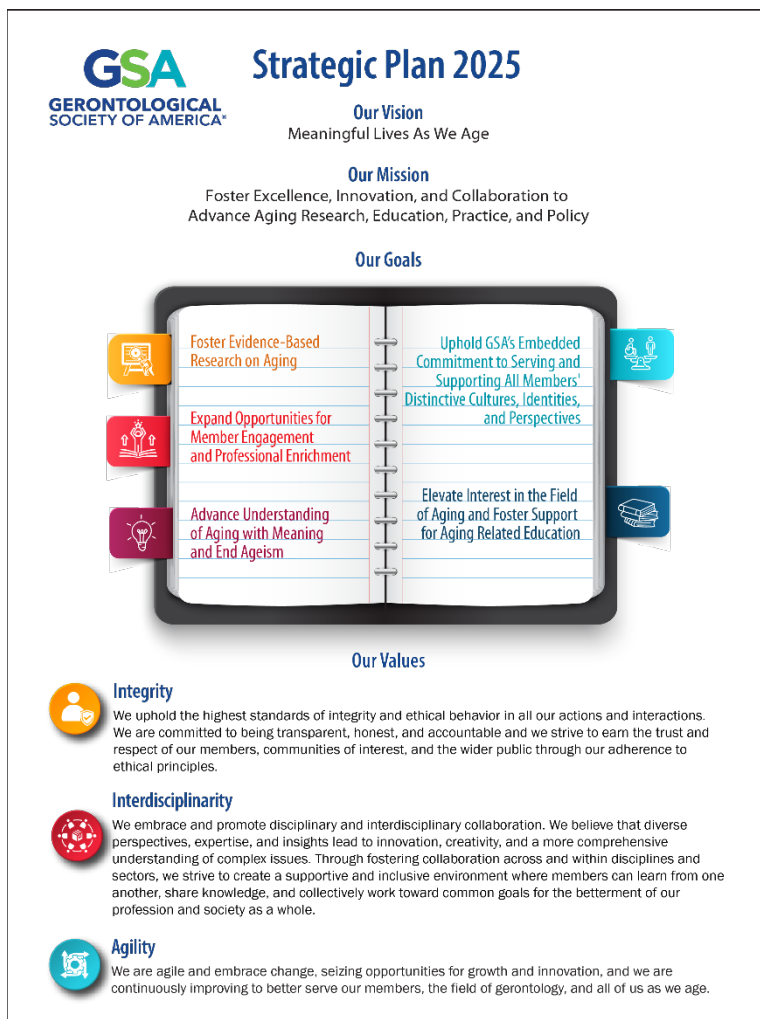 GSA
GERONTOLOGICAL
SOCIETY OF AMERICA®
Strategic Plan 2025
Our Vision
Meaningful Lives As We Age
Our Mission
Foster Excellence, Innovation, and Collaboration to
Advance Aging Research, Education, Practice, and Policy
Our Goals
Foster Evidence-Based
Research on Aging
Expand Opportunities for
Member Engagement
and Professional Enrichment
Advance Understanding
of Aging with Meaning
and End Ageism
Uphold GSA's Embedded
Commitment to Serving and
Supporting All Members'
Distinctive Cultures, Identities,
and Perspectives
Elevate Interest in the Field
of Aging and Foster Support
for Aging Related Education
Our Values
Integrity
We uphold the highest standards of integrity and ethical behavior in all our actions and interactions.
We are committed to being transparent, honest, and accountable and we strive to earn the trust and
respect of our members, communities of interest, and the wider public through our adherence to
ethical principles.
Interdisciplinarity
We embrace and promote disciplinary and interdisciplinary collaboration. We believe that diverse
perspectives, expertise, and insights lead to innovation, creativity, and a more comprehensive
understanding of complex issues. Through fostering collaboration across and within disciplines and
sectors, we strive to create a supportive and inclusive environment where members can learn from one
another, share knowledge, and collectively work toward common goals for the betterment of our
profession and society as a whole.
Agility
We are agile and embrace change, seizing opportunities for growth and innovation, and we are
continuously improving to better serve our members, the field of gerontology, and all of us as we age.